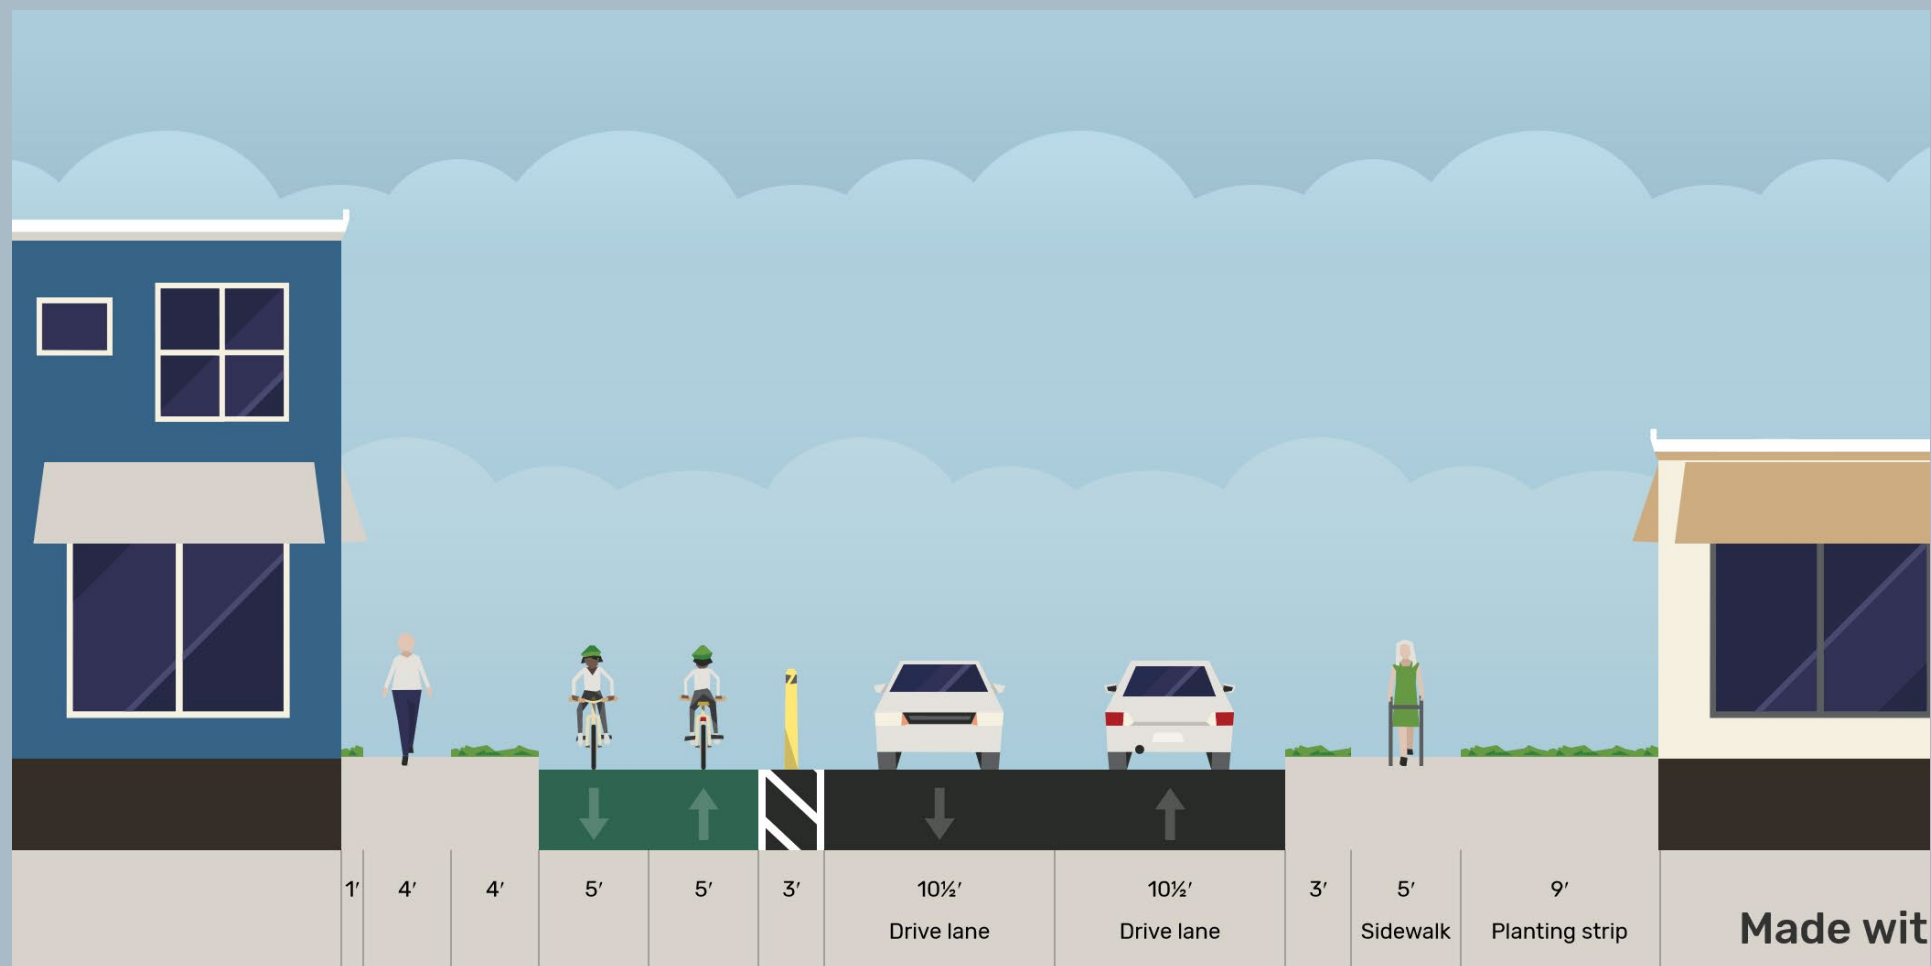 1′ 4′ 4′ 5′ 5′ 3′ 10½′ 10½′ 3′ 5′ 9′
Drive lane Drive lane Sidewalk Planting strip
Made wit